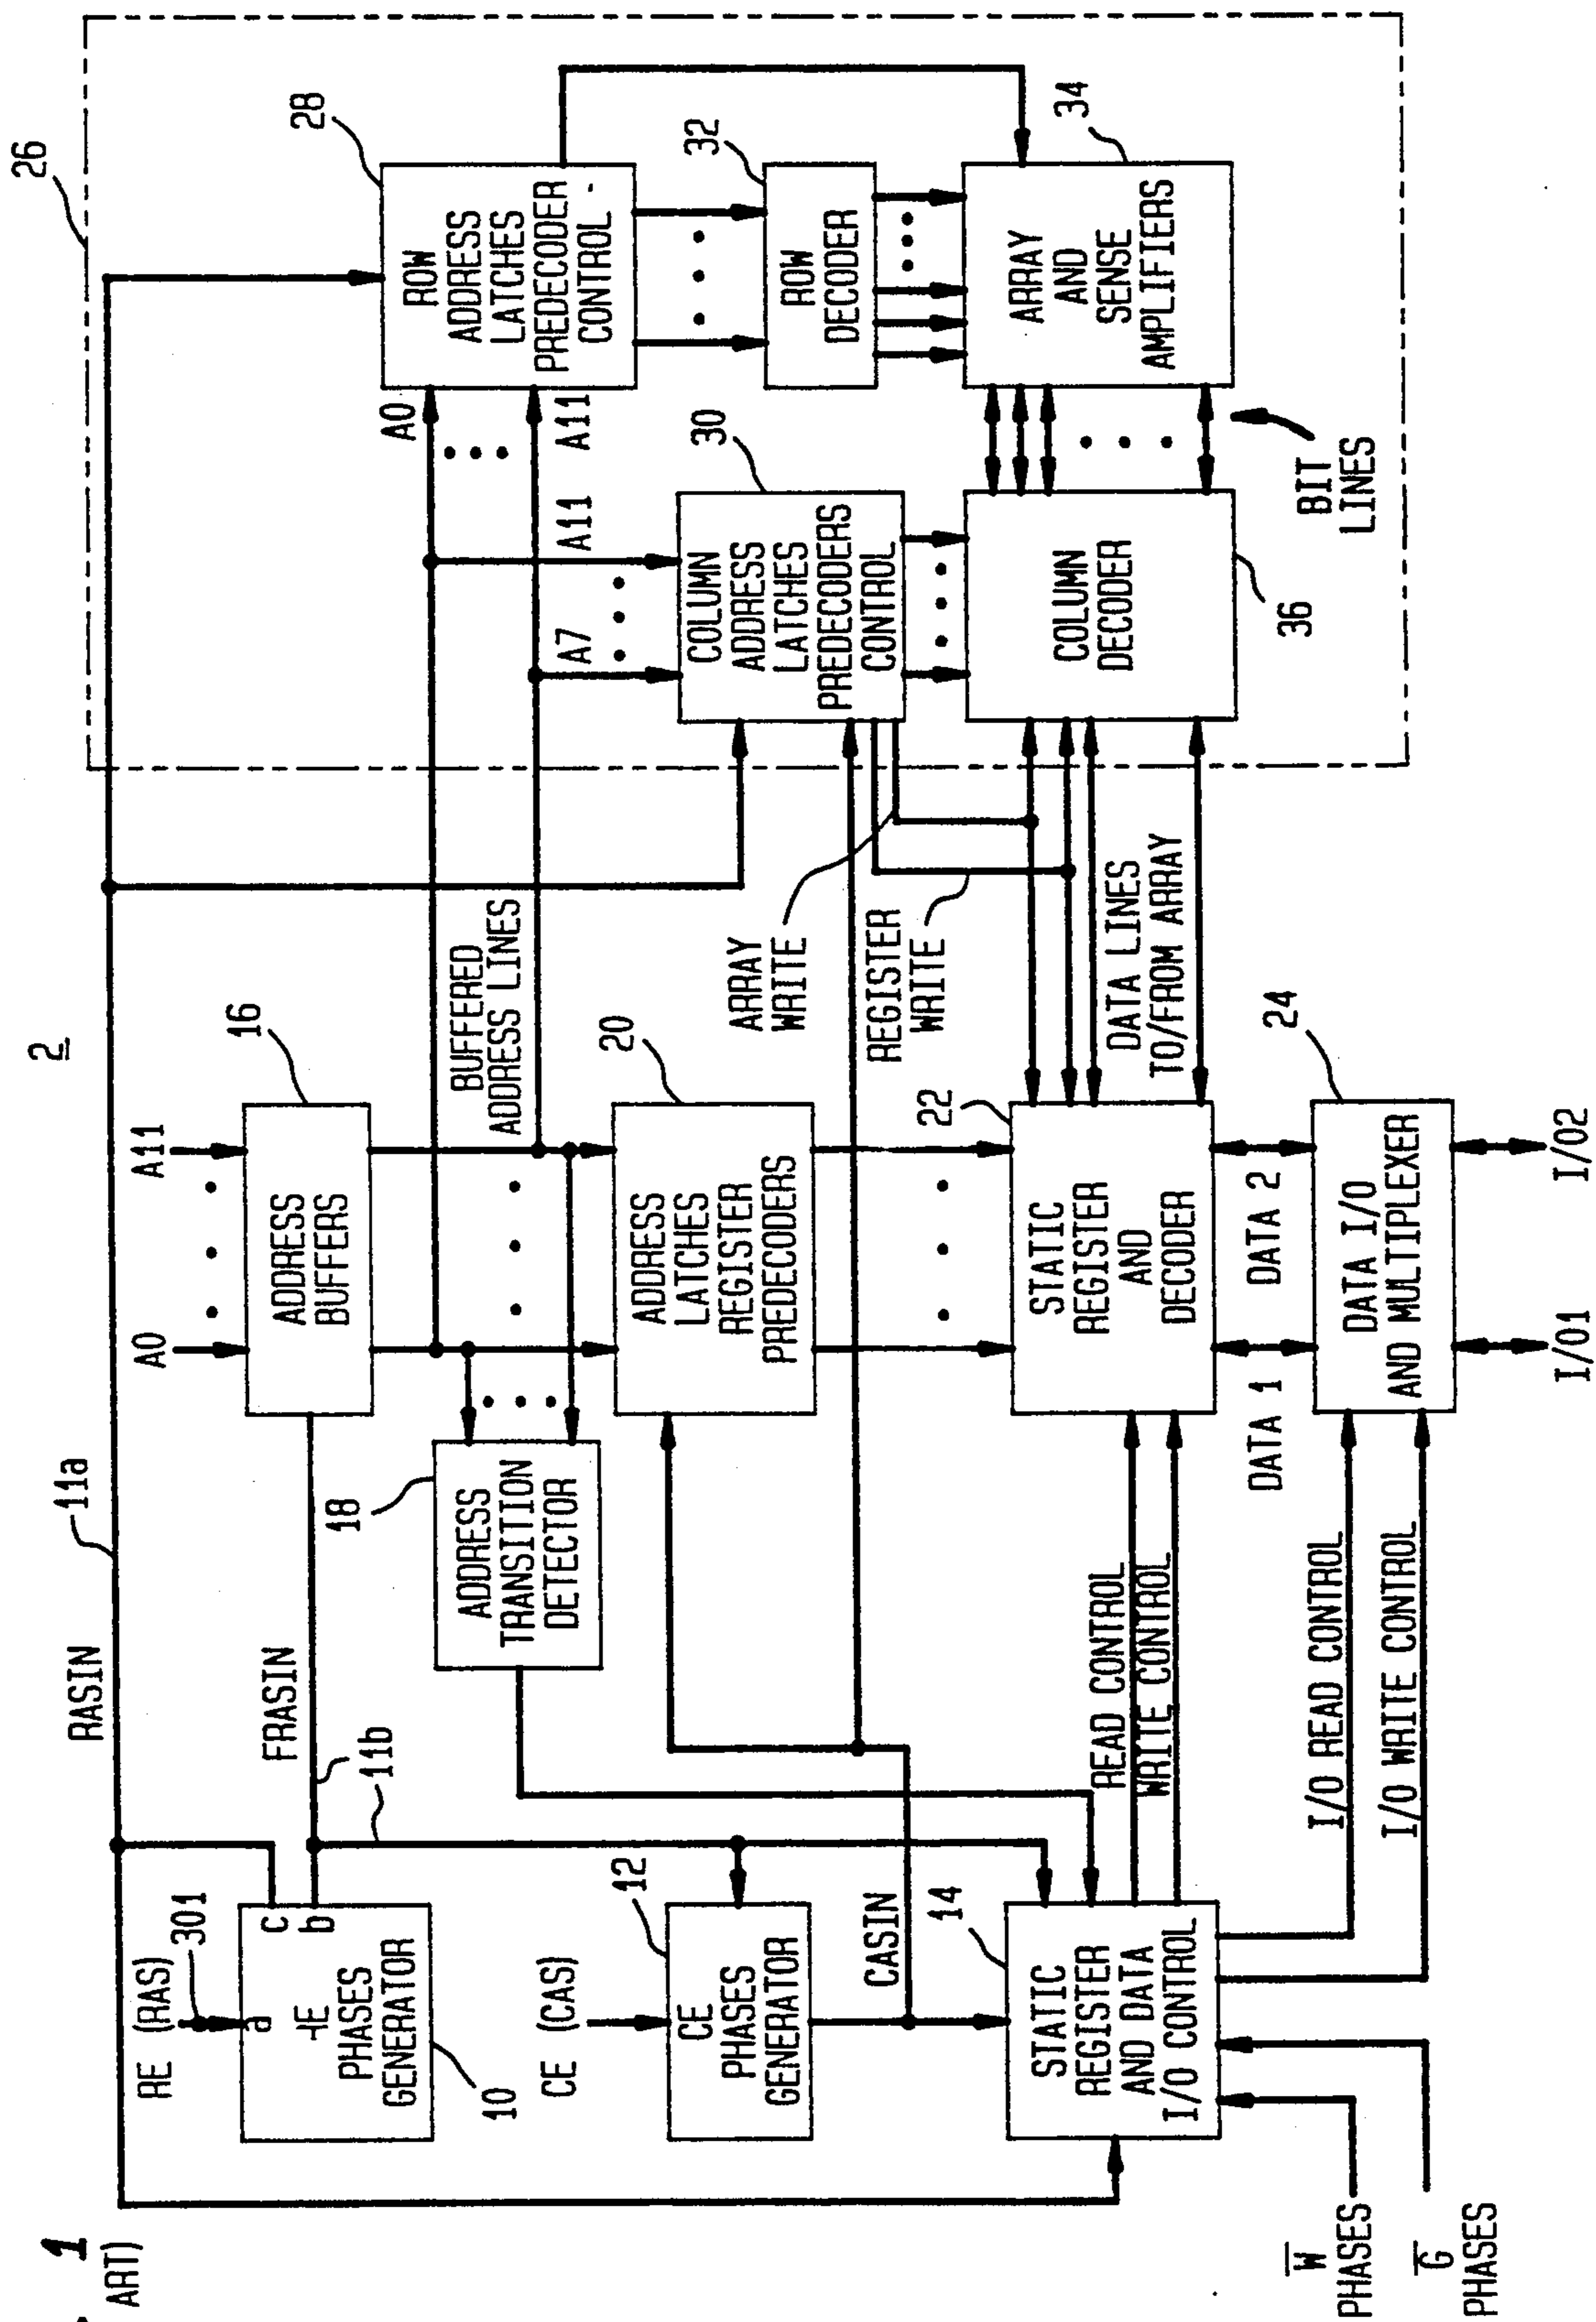 1
ART)
2
26
RASIN
11a
RE (RAS)
301
a
c
b
E
PHASES
GENERATOR
10
FRASIN
11b
A0
A11
ADDRESS
BUFFERS
16
BUFFERED
ADDRESS LINES
18
ADDRESS
TRANSITION
DETECTOR
CE (CAS)
12
CE
PHASES
GENERATOR
CASIN
20
ADDRESS
LATCHES
REGISTER
PREDECODERS
14
STATIC
REGISTER
AND DATA
I/O CONTROL
W
PHASES
G
PHASES
READ CONTROL
WRITE CONTROL
I/O READ CONTROL
I/O WRITE CONTROL
22
STATIC
REGISTER
AND
DECODER
DATA 1
DATA 2
24
DATA I/O
AND MULTIPLEXER
I/O1
I/O2
ARRAY
WRITE
REGISTER
WRITE
DATA LINES
TO/FROM ARRAY
28
ROW
ADDRESS
LATCHES
PREDECODER
CONTROL
A0
A11
A7
A11
30
COLUMN
ADDRESS
LATCHES
PREDECODERS
CONTROL
32
ROW
DECODER
34
ARRAY
AND
SENSE
AMPLIFIERS
36
COLUMN
DECODER
BIT
LINES